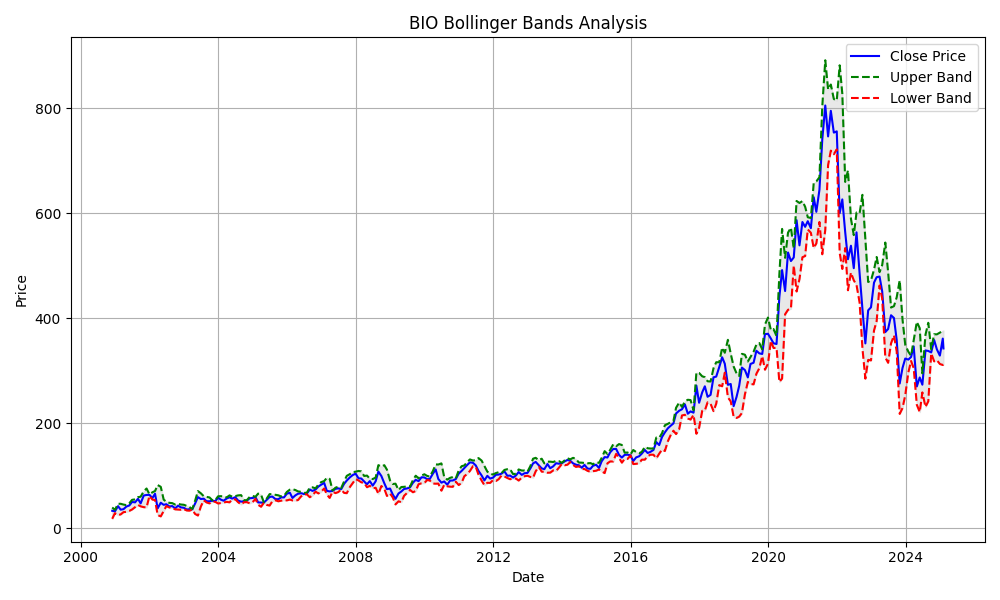 BIO Bollinger Bands Analysis
Close Price
Upper Band
Lower Band
Price
800
600
400
200
0
2000 2004 2008 2012 2016 2020 2024
Date